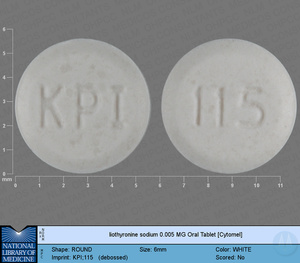 6
5
4
3
2
1
0
mm
KPI
115
0 1 2 3 4 5 6 7 8 9 10 11
liothyronine sodium 0.005 MG Oral Tablet [Cytomel]
NATIONAL
LIBRARY OF
MEDICINE
Shape: ROUND Size: 6mm Color: WHITE
Imprint: KPI;115 (debossed) Scored: No